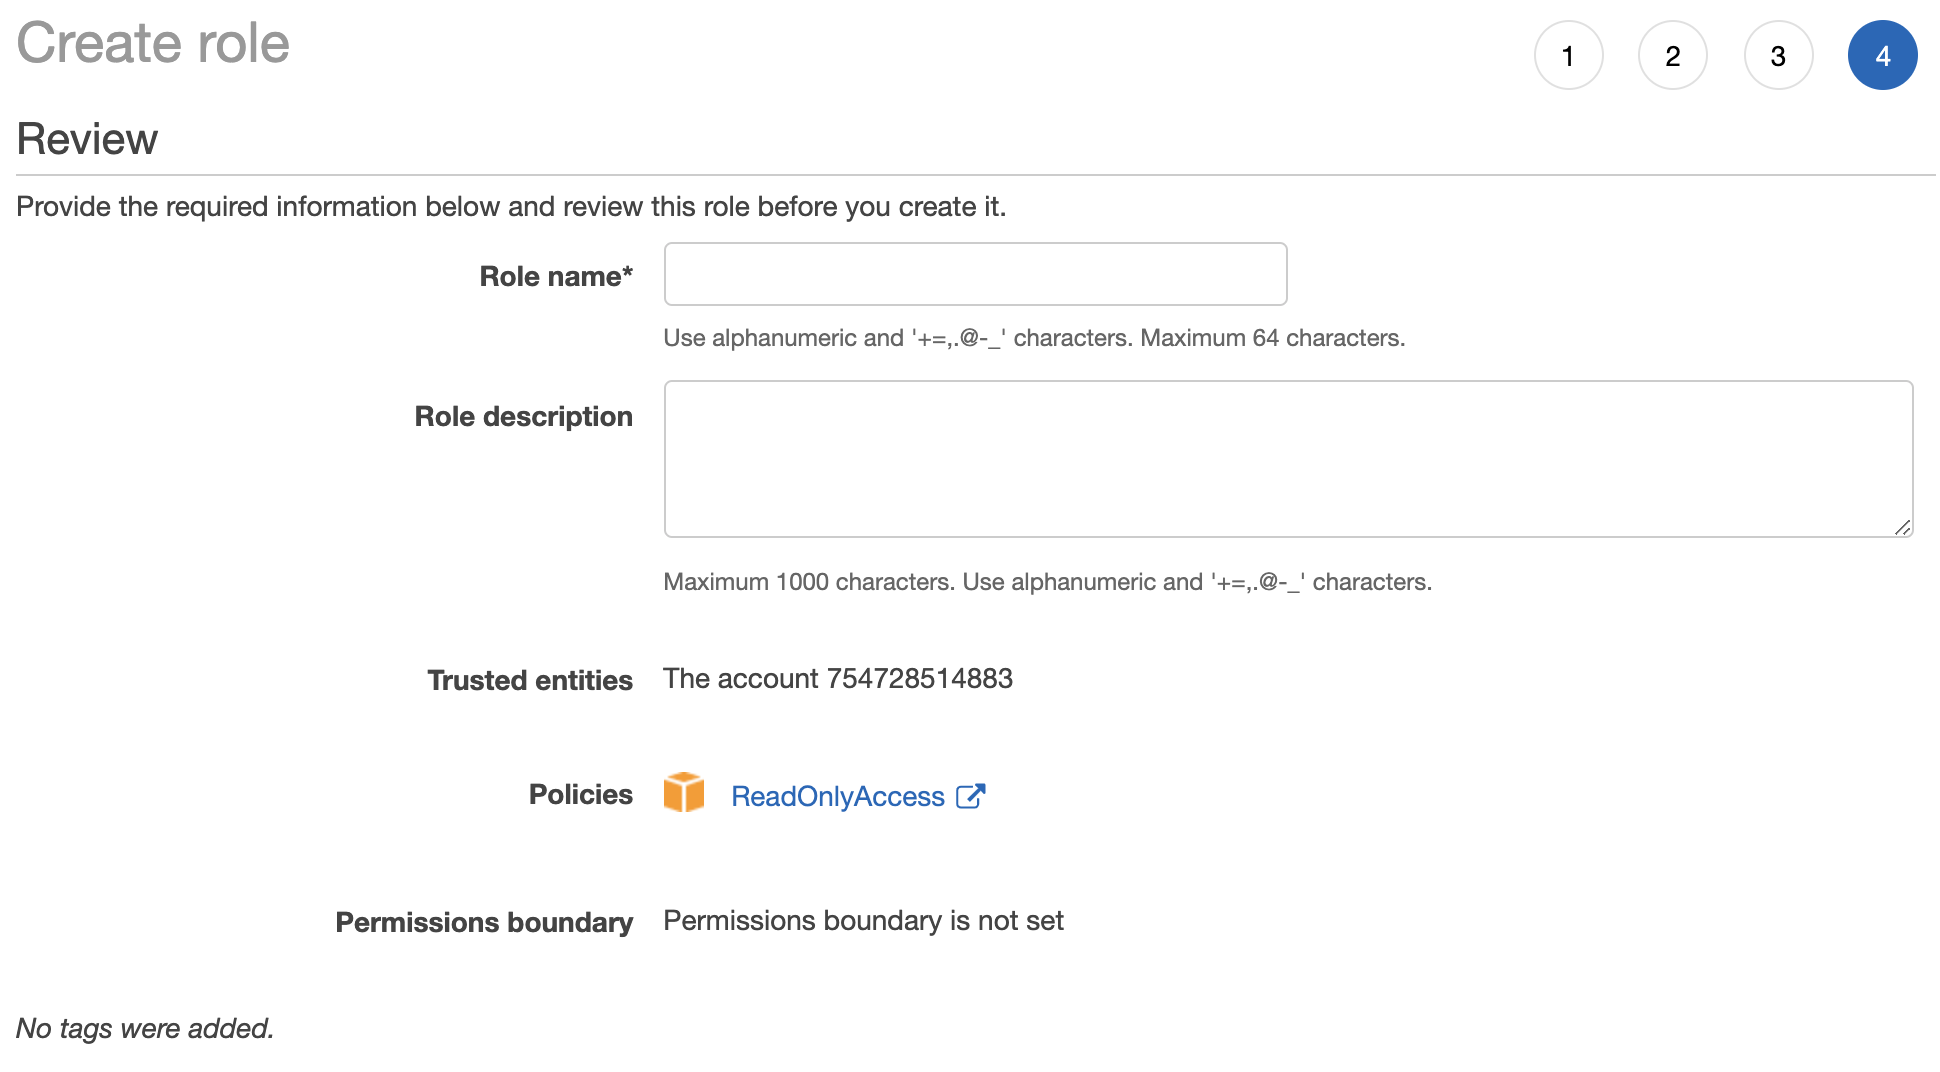 Create role
1 2 3 4
Review
Provide the required information below and review this role before you create it.
Role name*
Use alphanumeric and '+=,.@-_' characters. Maximum 64 characters.
Role description
Maximum 1000 characters. Use alphanumeric and '+=,.@-_' characters.
Trusted entities The account 754728514883
Policies ReadOnlyAccess
Permissions boundary Permissions boundary is not set
No tags were added.